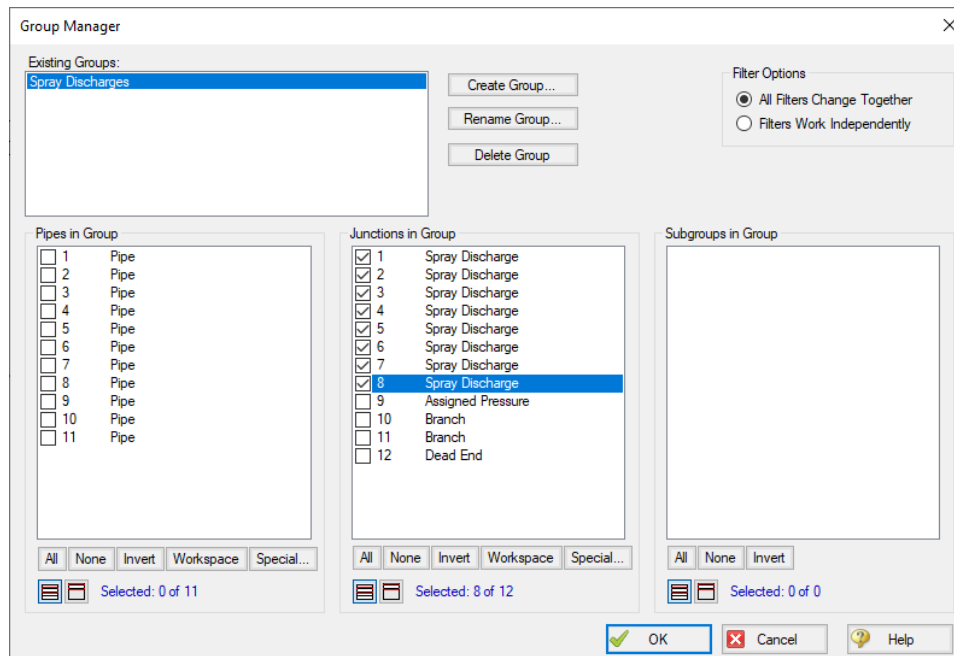 Group Manager
Existing Groups:
Spray Discharges
Create Group...
Rename Group...
Delete Group
Filter Options
All Filters Change Together
Filters Work Independently
Pipes in Group
1 Pipe
2 Pipe
3 Pipe
4 Pipe
5 Pipe
6 Pipe
7 Pipe
8 Pipe
9 Pipe
10 Pipe
11 Pipe
All None Invert Workspace Special...
Selected: 0 of 11
Junctions in Group
1 Spray Discharge
2 Spray Discharge
3 Spray Discharge
4 Spray Discharge
5 Spray Discharge
6 Spray Discharge
7 Spray Discharge
8 Spray Discharge
9 Assigned Pressure
10 Branch
11 Branch
12 Dead End
All None Invert Workspace Special...
Selected: 8 of 12
Subgroups in Group
All None Invert
Selected: 0 of 0
OK
Cancel
Help